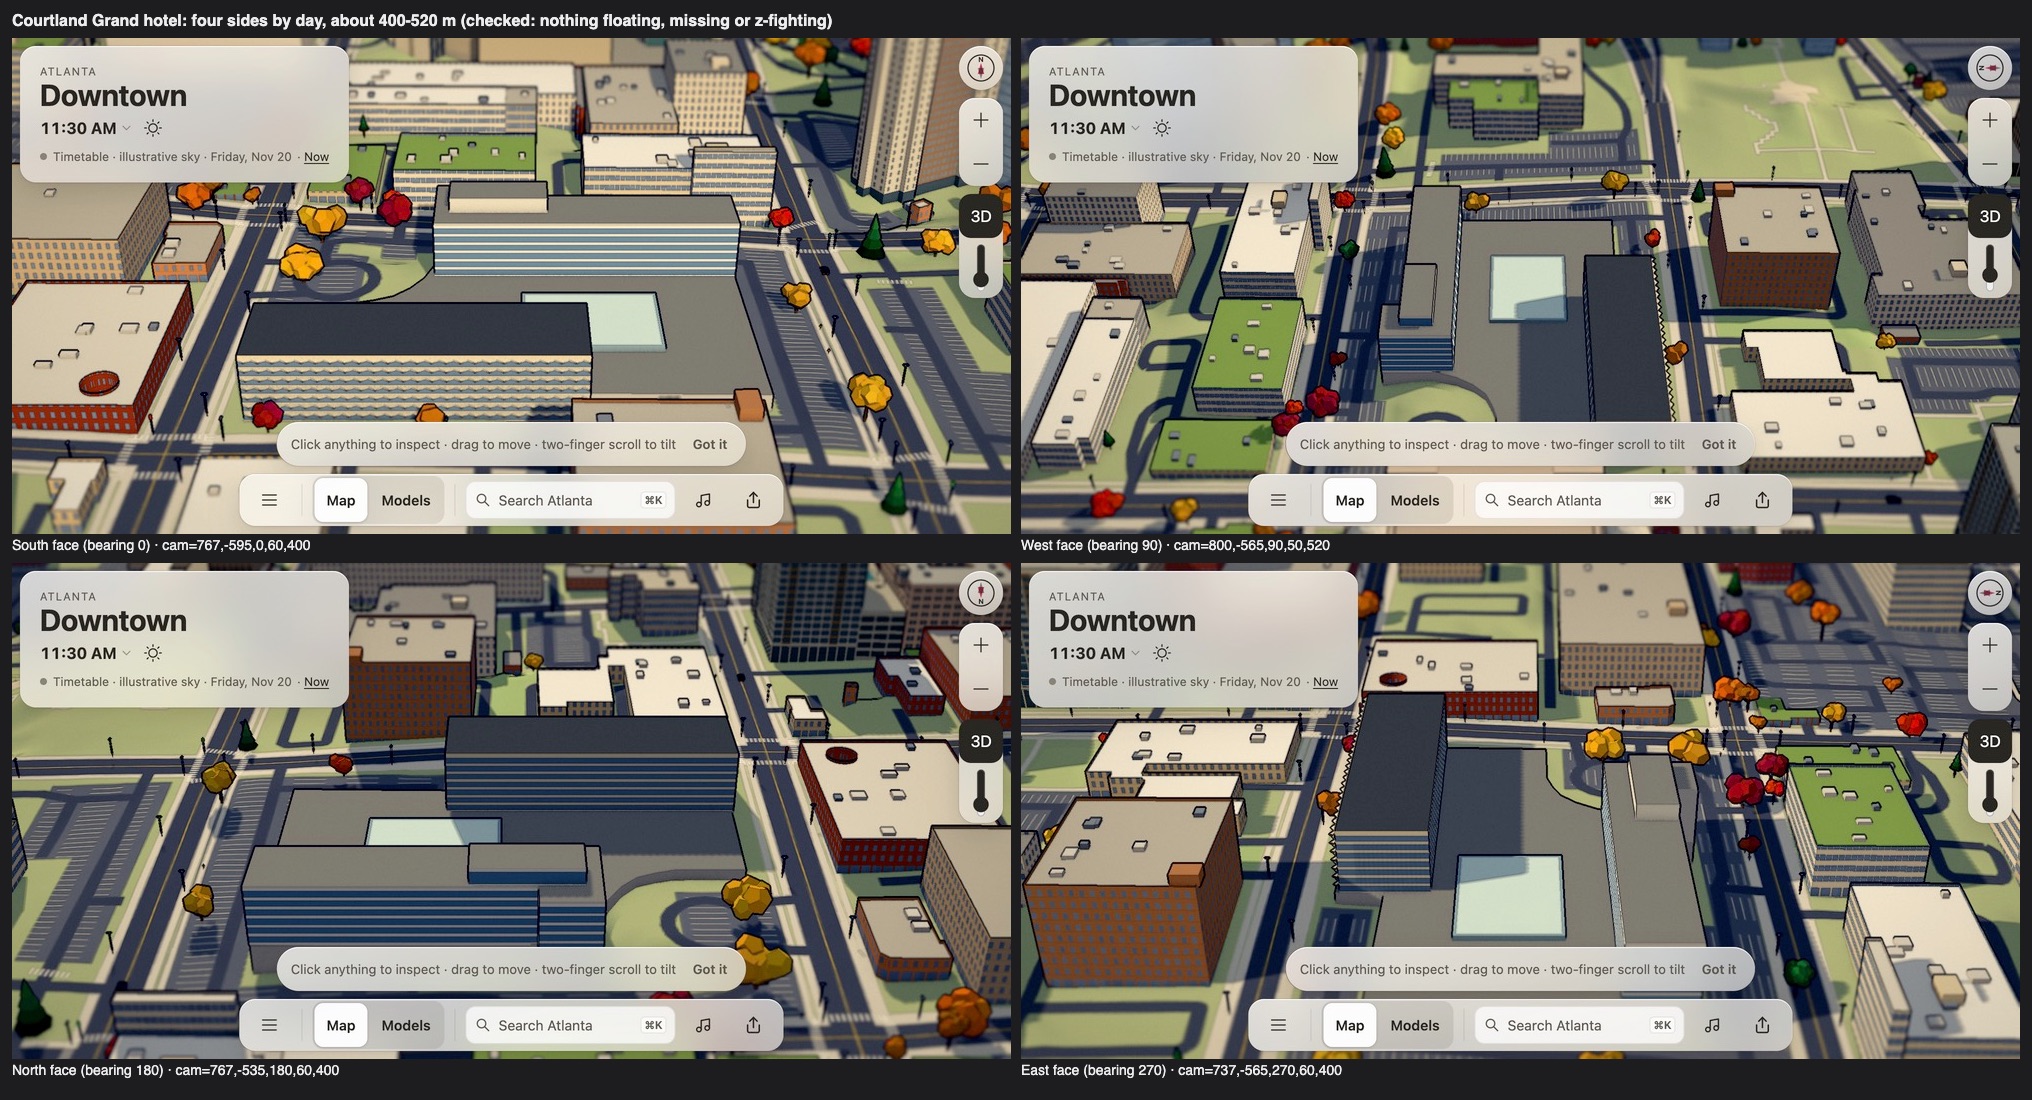 Courtland Grand hotel: four sides by day, about 400-520 m (checked: nothing floating, missing or z-fighting)
ATLANTA
Downtown
11:30 AM
Timetable · illustrative sky · Friday, Nov 20 · Now
N
+
−
3D
Click anything to inspect · drag to move · two-finger scroll to tilt Got it
Map Models Search Atlanta ⌘K
South face (bearing 0) · cam=767,-595,0,60,400
ATLANTA
Downtown
11:30 AM
Timetable · illustrative sky · Friday, Nov 20 · Now
N
+
−
3D
Click anything to inspect · drag to move · two-finger scroll to tilt Got it
Map Models Search Atlanta ⌘K
West face (bearing 90) · cam=800,-565,90,50,520
ATLANTA
Downtown
11:30 AM
Timetable · illustrative sky · Friday, Nov 20 · Now
N
+
−
3D
Click anything to inspect · drag to move · two-finger scroll to tilt Got it
Map Models Search Atlanta ⌘K
North face (bearing 180) · cam=767,-535,180,60,400
ATLANTA
Downtown
11:30 AM
Timetable · illustrative sky · Friday, Nov 20 · Now
N
+
−
3D
Click anything to inspect · drag to move · two-finger scroll to tilt Got it
Map Models Search Atlanta ⌘K
East face (bearing 270) · cam=737,-565,270,60,400